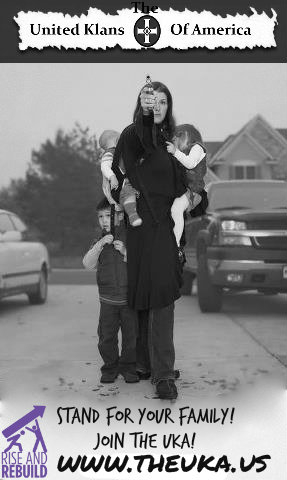 The
United Klans Of America
STAND FOR YOUR FAMILY!
JOIN THE UKA!
RISE AND
REBUILD
WWW.THEUKA.US